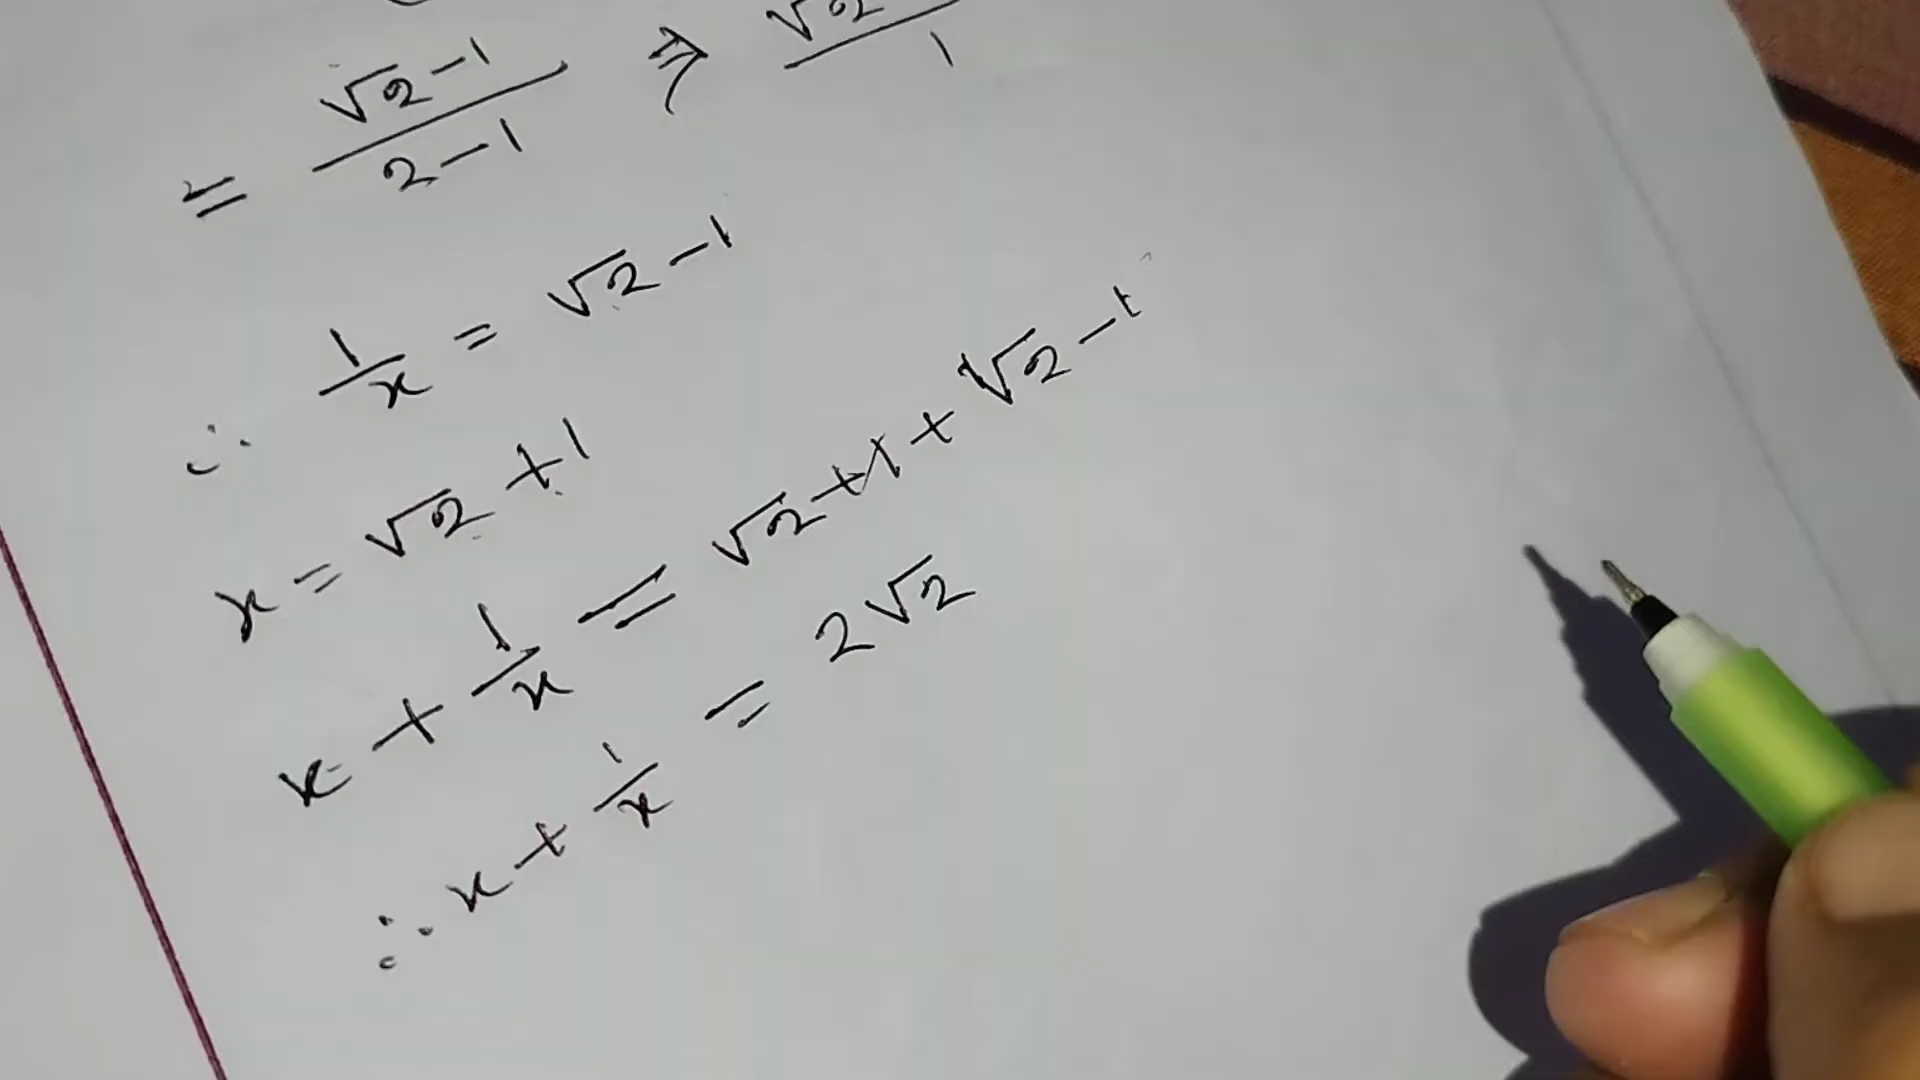 = (√2 - 1)/(2 - 1) ⇒ √2/1
∴ 1/x = √2 - 1
x = √2 + 1
x + 1/x = √2 + 1 + √2 - 1
∴ x + 1/x = 2√2